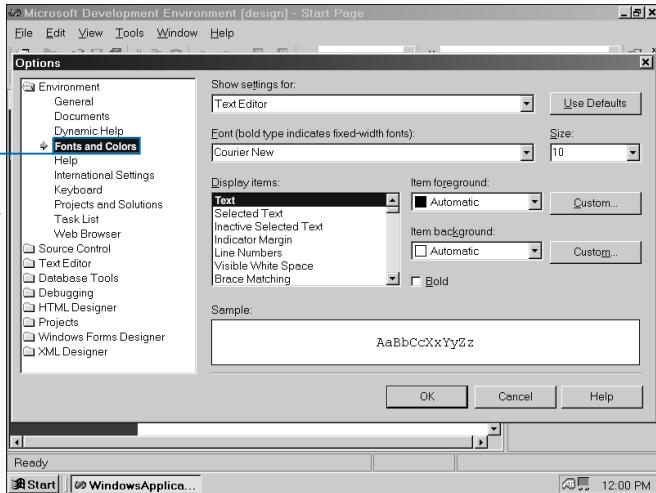 Microsoft Development Environment [design] - Start Page
File Edit View Tools Window Help
Options
Environment
General
Documents
Dynamic Help
Fonts and Colors
Help
International Settings
Keyboard
Projects and Solutions
Task List
Web Browser
Source Control
Text Editor
Database Tools
Debugging
HTML Designer
Projects
Windows Forms Designer
XML Designer
Show settings for:
Text Editor
Use Defaults
Font (bold type indicates fixed-width fonts):
Size:
Courier New
10
Display items:
Text
Selected Text
Inactive Selected Text
Indicator Margin
Line Numbers
Visible White Space
Brace Matching
Item foreground:
Automatic
Custom...
Item background:
Automatic
Custom...
Bold
Sample:
AaBbCcXxYyZz
OK Cancel Help
Ready
Start WindowsApplica... 12:00 PM